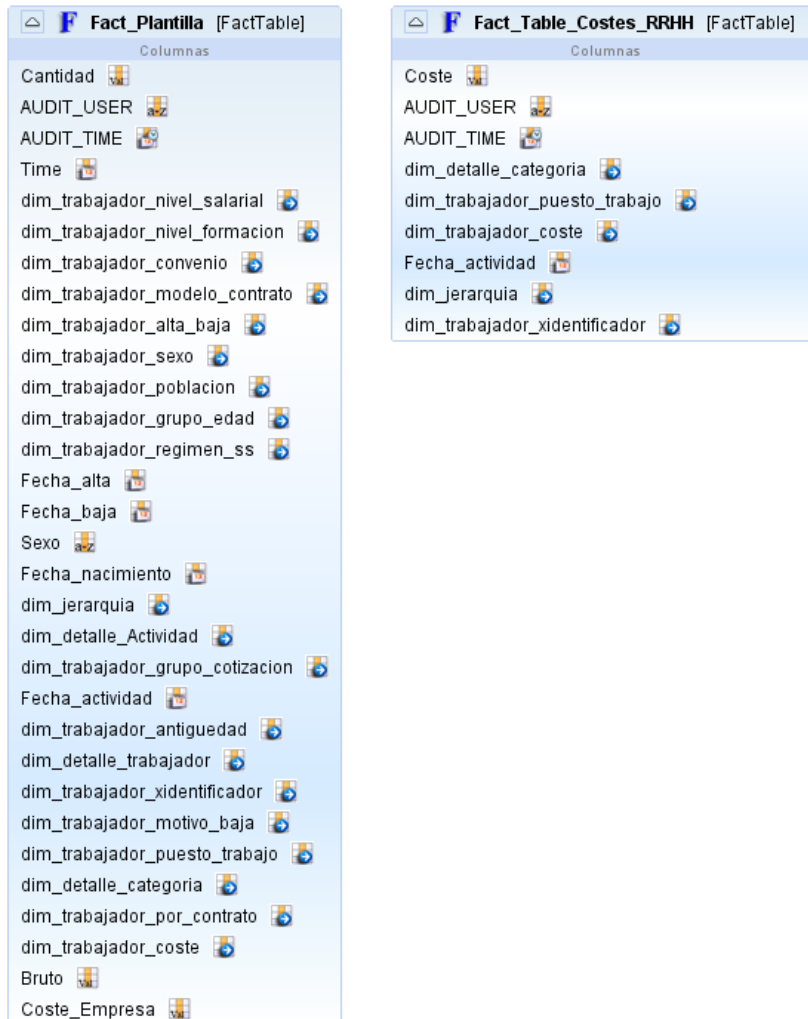 F Fact_Plantilla [FactTable]
Columnas
Cantidad
AUDIT_USER
AUDIT_TIME
Time
dim_trabajador_nivel_salarial
dim_trabajador_nivel_formacion
dim_trabajador_convenio
dim_trabajador_modelo_contrato
dim_trabajador_alta_baja
dim_trabajador_sexo
dim_trabajador_poblacion
dim_trabajador_grupo_edad
dim_trabajador_regimen_ss
Fecha_alta
Fecha_baja
Sexo
Fecha_nacimiento
dim_jerarquia
dim_detalle_Actividad
dim_trabajador_grupo_cotizacion
Fecha_actividad
dim_trabajador_antiguedad
dim_detalle_trabajador
dim_trabajador_xidentificador
dim_trabajador_motivo_baja
dim_trabajador_puesto_trabajo
dim_detalle_categoria
dim_trabajador_por_contrato
dim_trabajador_coste
Bruto
Coste_Empresa
F Fact_Table_Costes_RRHH [FactTable]
Columnas
Coste
AUDIT_USER
AUDIT_TIME
dim_detalle_categoria
dim_trabajador_puesto_trabajo
dim_trabajador_coste
Fecha_actividad
dim_jerarquia
dim_trabajador_xidentificador